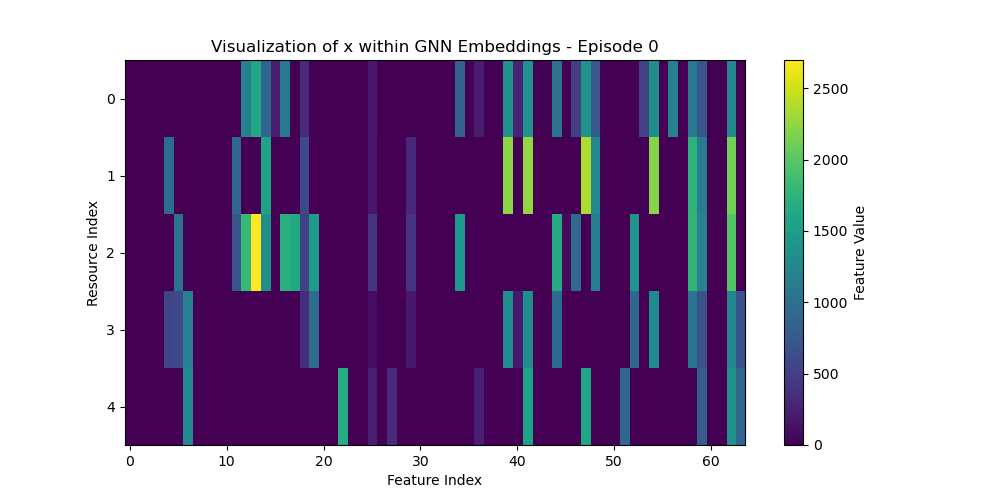 Visualization of x within GNN Embeddings - Episode 0
Resource Index
0
1
2
3
4
0 10 20 30 40 50 60
Feature Index
2500
2000
1500
1000
500
0
Feature Value